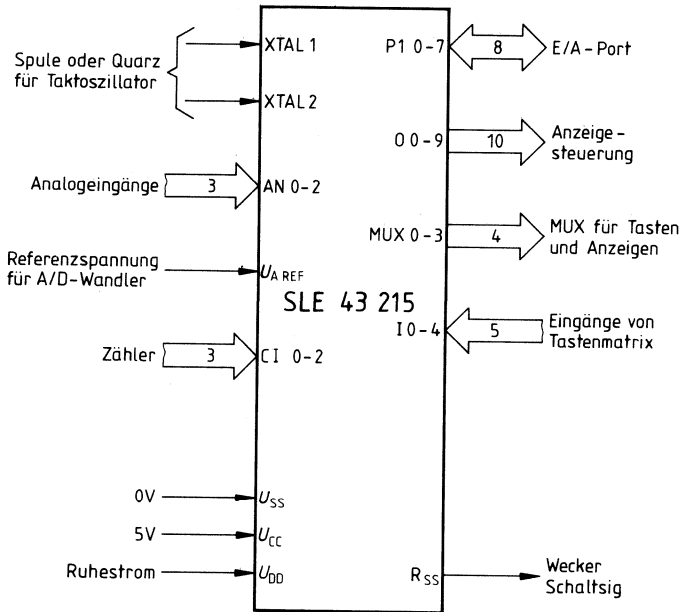 Spule oder Quarz
für Taktoszillator
XTAL 1
XTAL 2
Analogeingänge
3
AN 0-2
Referenzspannung
für A/D-Wandler
U A REF
SLE 43 215
Zähler
3
CI 0-2
0V
U SS
5V
U CC
Ruhestrom
U DD
P1 0-7
8
E/A-Port
O 0-9
10
Anzeige-
steuerung
MUX 0-3
4
MUX für Tasten
und Anzeigen
I 0-4
5
Eingänge von
Tastenmatrix
R SS
Wecker
Schaltsig